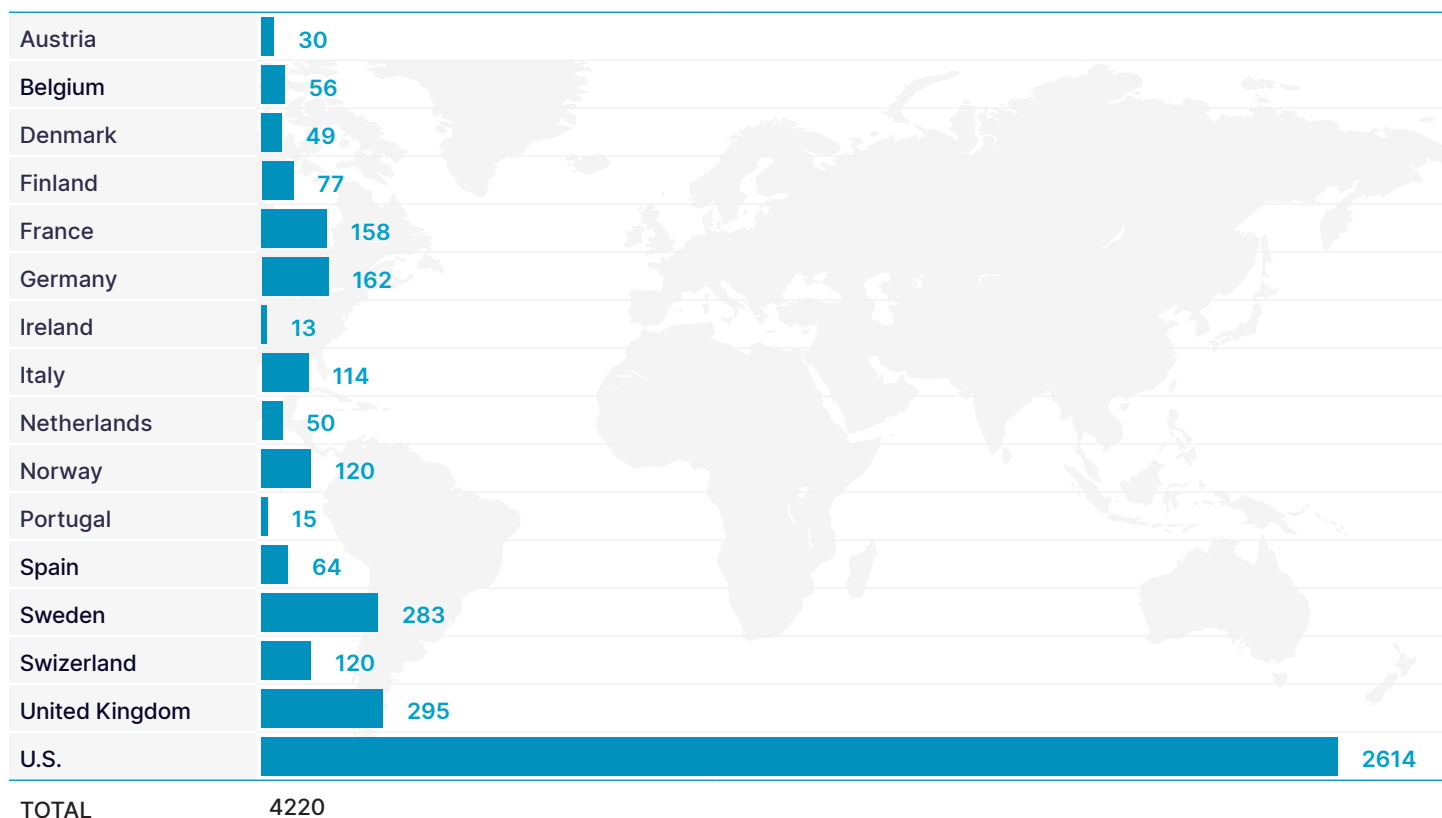 Austria 30
Belgium 56
Denmark 49
Finland 77
France 158
Germany 162
Ireland 13
Italy 114
Netherlands 50
Norway 120
Portugal 15
Spain 64
Sweden 283
Swizerland 120
United Kingdom 295
U.S. 2614
TOTAL 4220